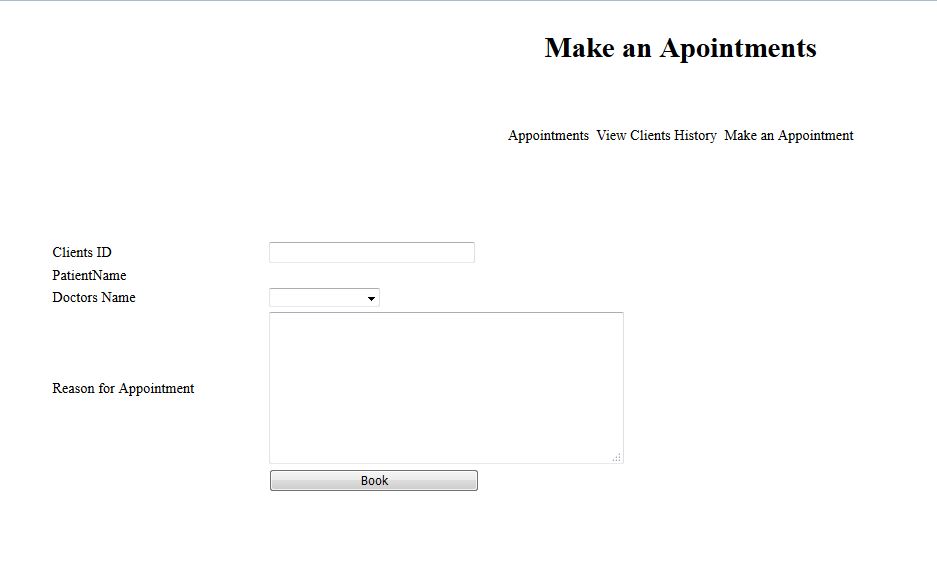 Make an Apointments
Appointments View Clients History Make an Appointment
Clients ID
PatientName
Doctors Name
Reason for Appointment
Book